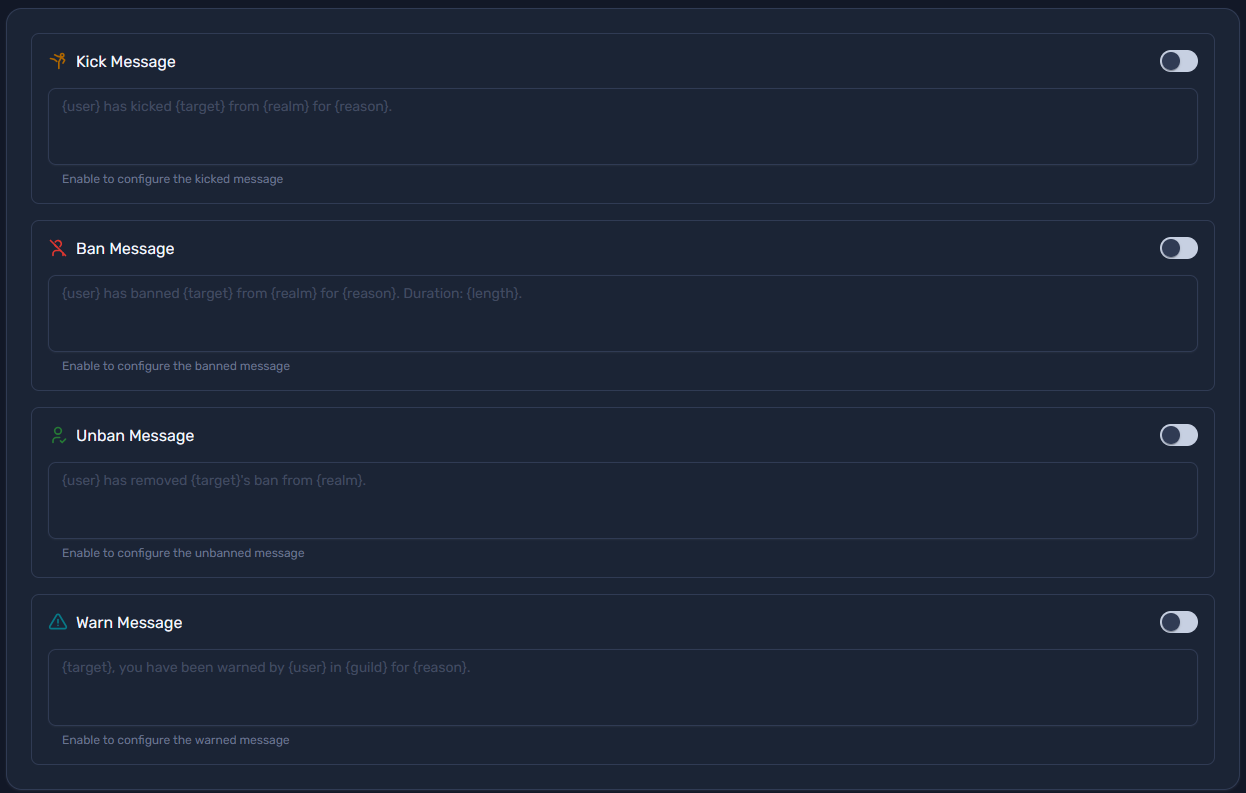 Kick Message
{user} has kicked {target} from {realm} for {reason}.
Enable to configure the kicked message
Ban Message
{user} has banned {target} from {realm} for {reason}. Duration: {length}.
Enable to configure the banned message
Unban Message
{user} has removed {target}'s ban from {realm}.
Enable to configure the unbanned message
Warn Message
{target}, you have been warned by {user} in {guild} for {reason}.
Enable to configure the warned message